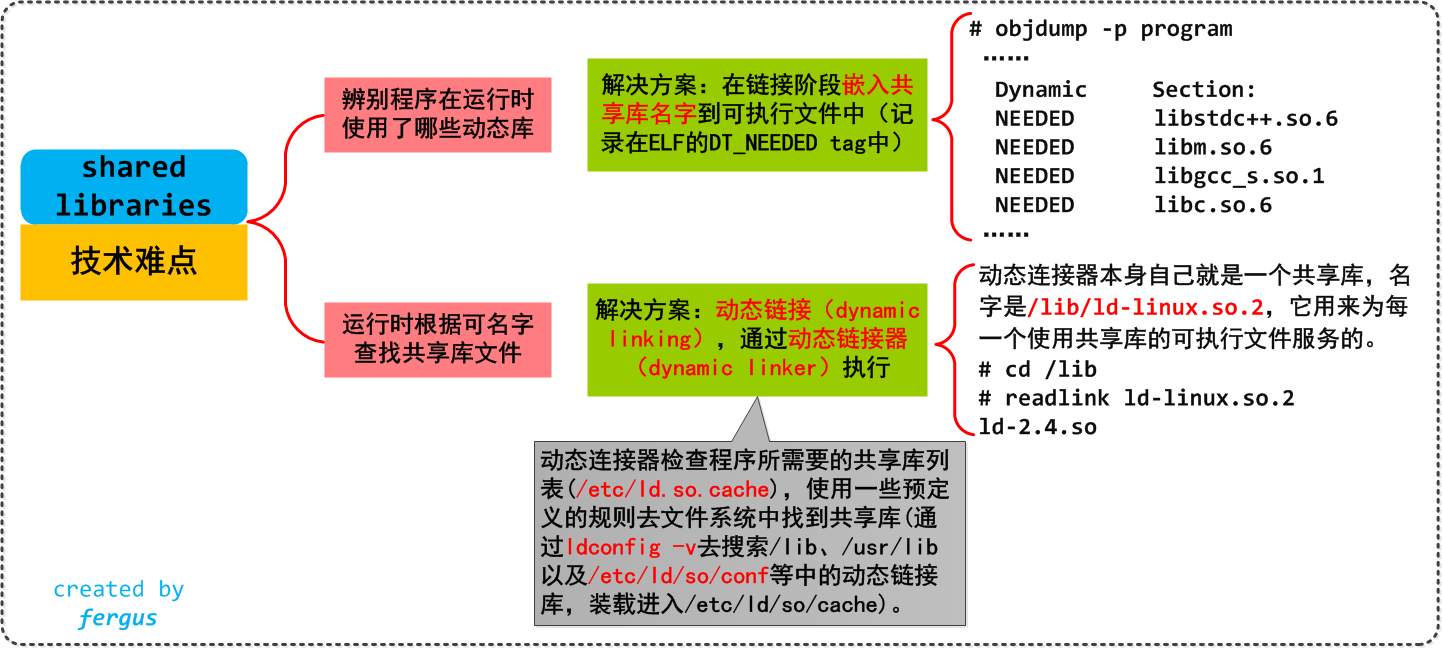 shared
libraries
技术难点
辨别程序在运行时
使用了哪些动态库
解决方案：在链接阶段嵌入共
享库名字到可执行文件中（记
录在ELF的DT_NEEDED tag中）
# objdump -p program
……
Dynamic Section:
NEEDED libstdc++.so.6
NEEDED libm.so.6
NEEDED libgcc_s.so.1
NEEDED libc.so.6
……
运行时根据可名字
查找共享库文件
解决方案：动态链接（dynamic
linking），通过动态链接器
（dynamic linker）执行
动态连接器本身自己就是一个共享库，名
字是/lib/ld-linux.so.2，它用来为每
一个使用共享库的可执行文件服务的。
# cd /lib
# readlink ld-linux.so.2
ld-2.4.so
动态连接器检查程序所需要的共享库列
表(/etc/ld.so.cache)，使用一些预定
义的规则去文件系统中找到共享库(通
过ldconfig -v去搜索/lib、/usr/lib
以及/etc/ld/so/conf等中的动态链接
库，装载进入/etc/ld/so/cache)。
created by
fergus